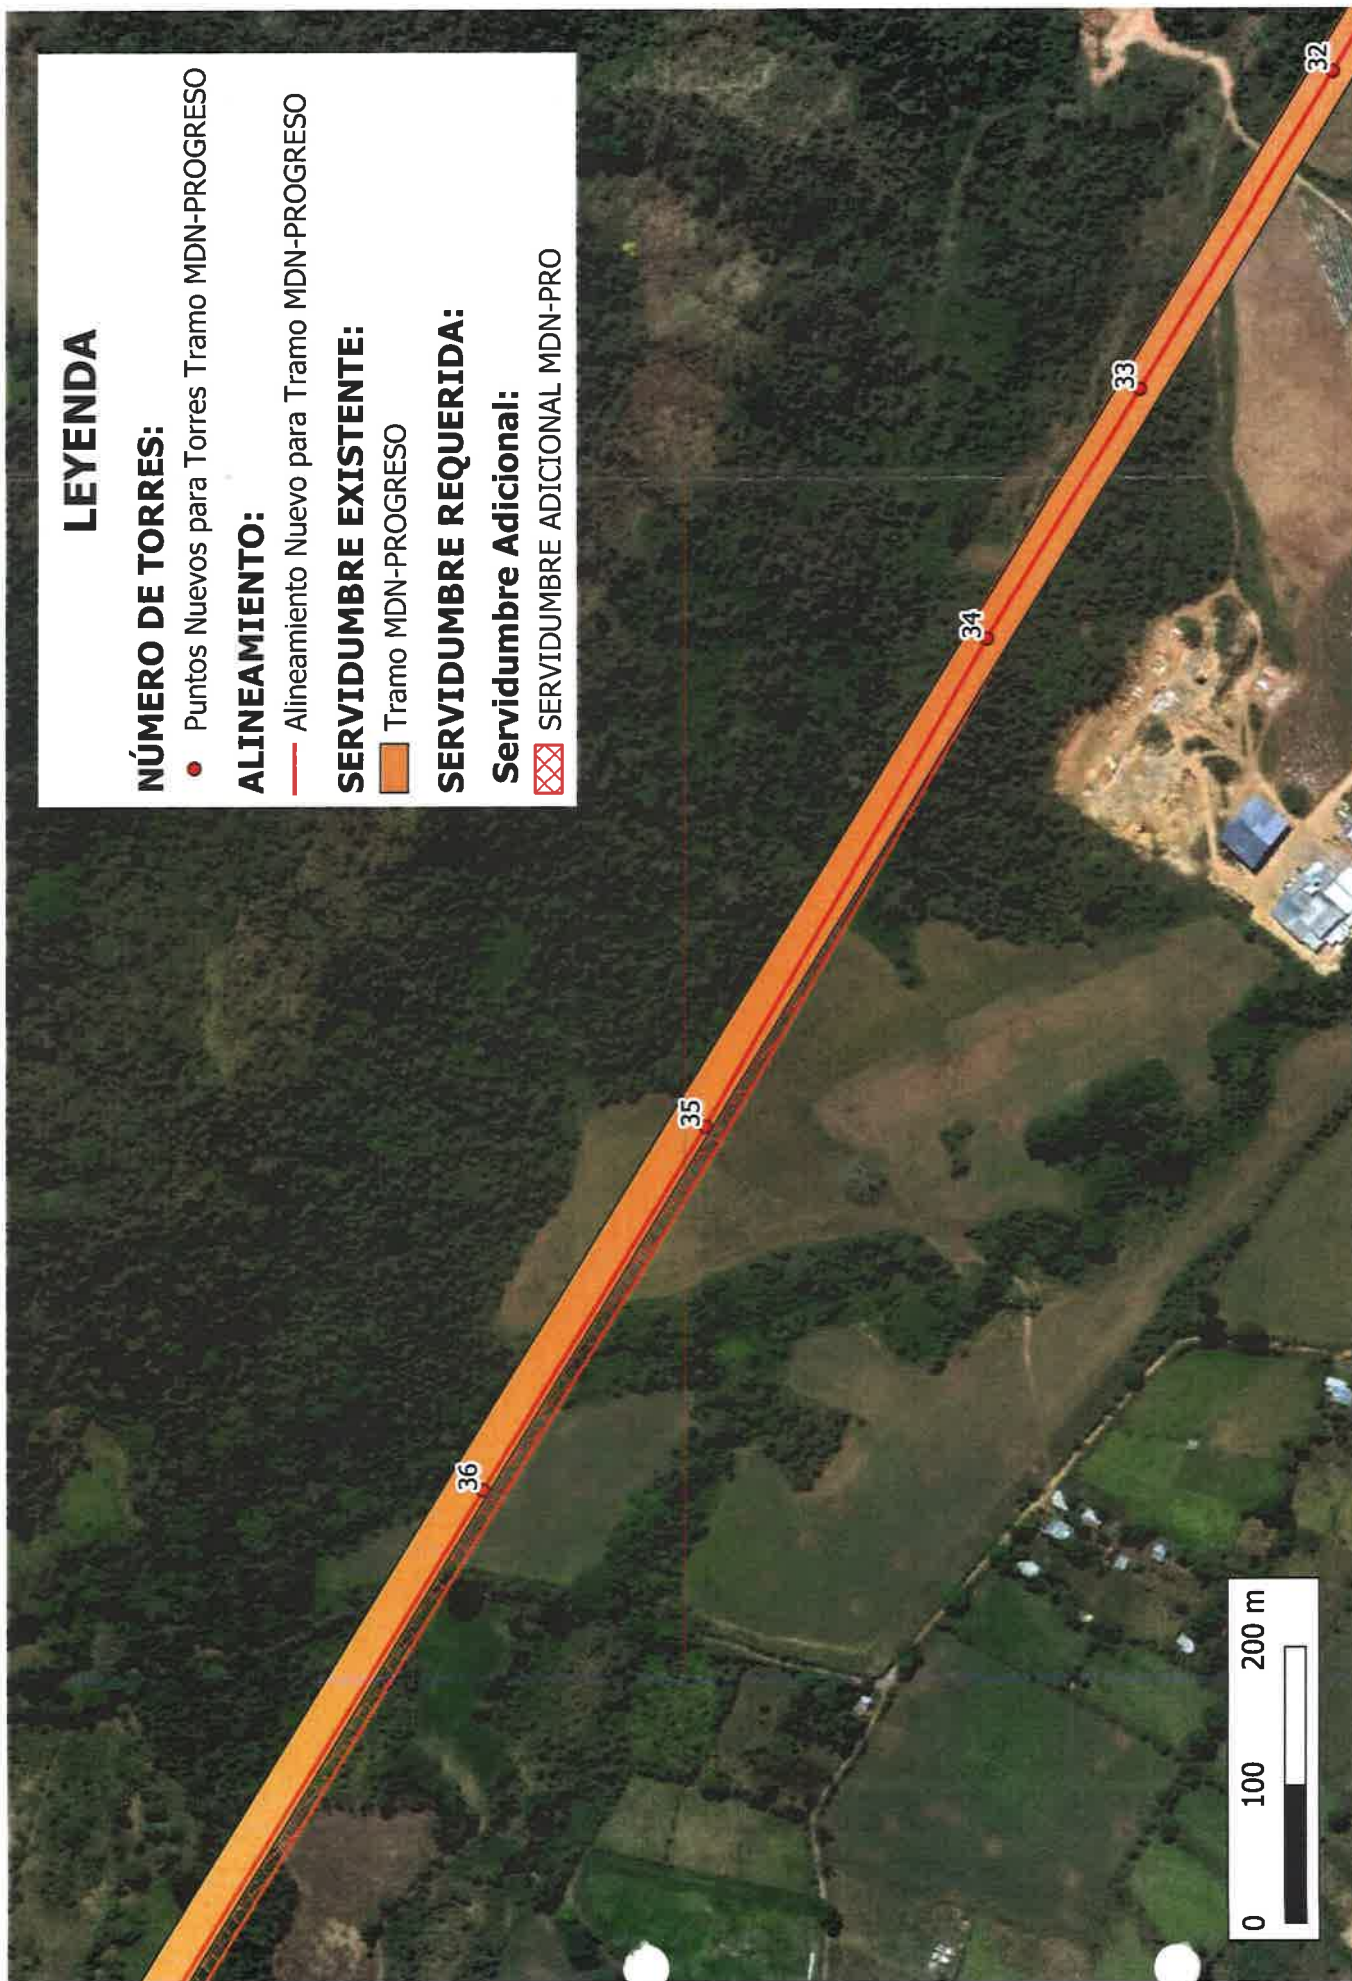 LEYENDA
NÚMERO DE TORRES:
Puntos Nuevos para Torres Tramo MDN-PROGRESO
ALINEAMIENTO:
Alineamiento Nuevo para Tramo MDN-PROGRESO
SERVIDUMBRE EXISTENTE:
Tramo MDN-PROGRESO
SERVIDUMBRE REQUERIDA:
Servidumbre Adicional:
SERVIDUMBRE ADICIONAL MDN-PRO
36
35
34
33
32
0 100 200 m